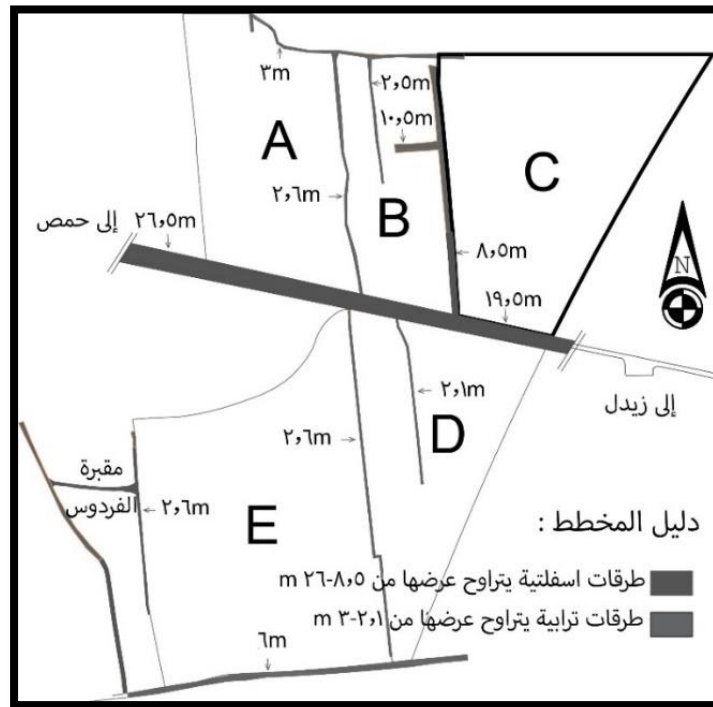 ٣m
٢,٥m
١٠,٥m
A
C
٢,٦m
B
إلى حمص
٢٦,٥m
٨,٥m
١٩,٥m
N
إلى زيدل
٢,١m
٢,٦m
D
مقبرة
الفردوس
٢,٦m
E
دليل المخطط :
طرقات اسفلتية يتراوح عرضها من ٨,٥-٢٦ m
طرقات ترابية يتراوح عرضها من ٢,١-٣ m
٦m